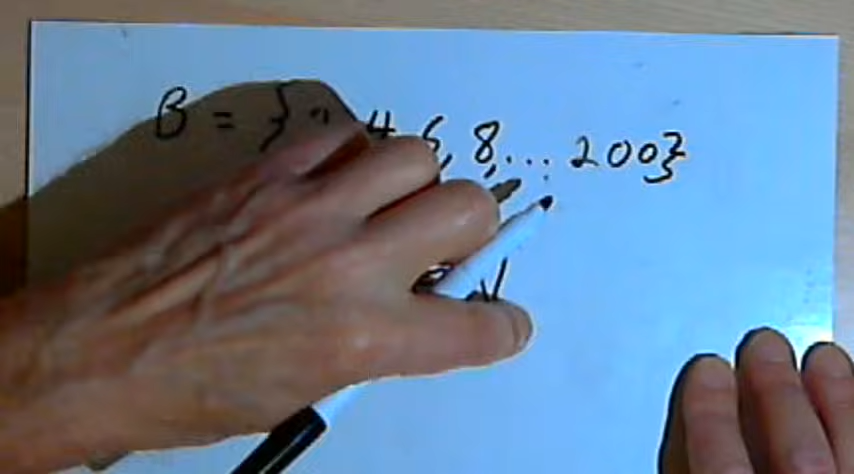 B = { 4 6, 8, ... 200}